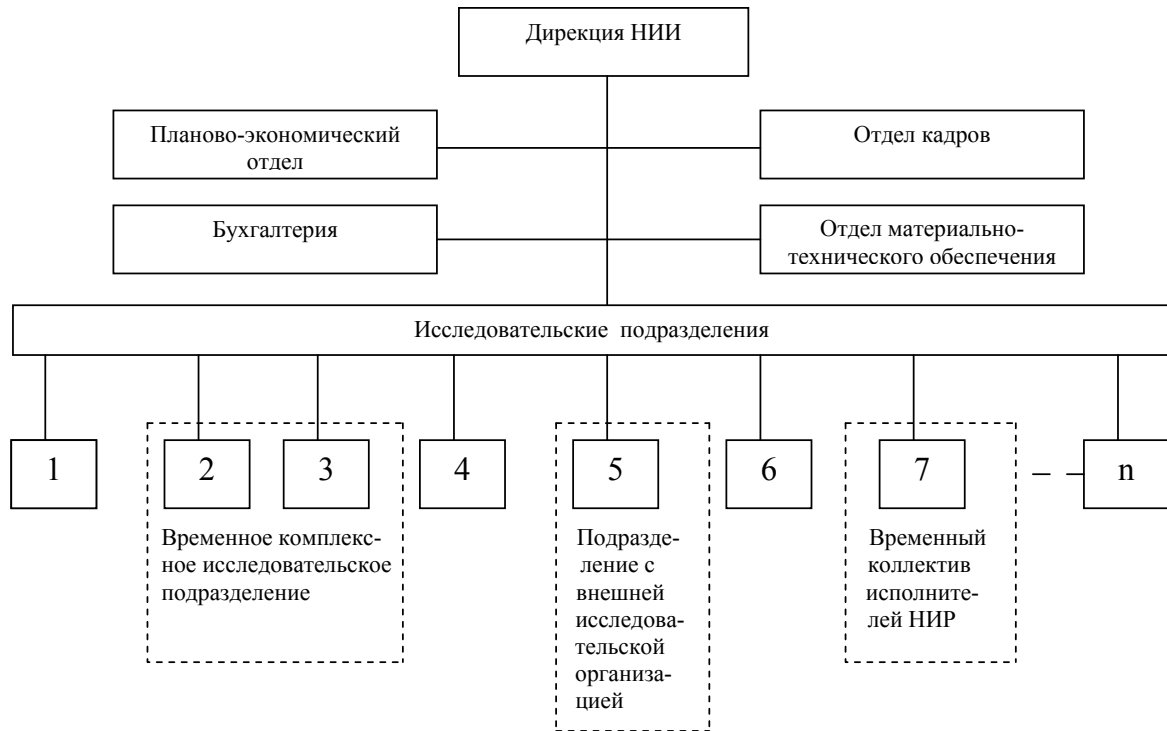 Дирекция НИИ
Планово-экономический
отдел
Отдел кадров
Бухгалтерия
Отдел материально-
технического обеспечения
Исследовательские подразделения
1
2
3
4
5
6
7
– –
n
Временное комплекс-
ное исследовательское
подразделение
Подразде-
ление с
внешней
исследова-
тельской
организа-
цией
Временный
коллектив
исполните-
лей НИР